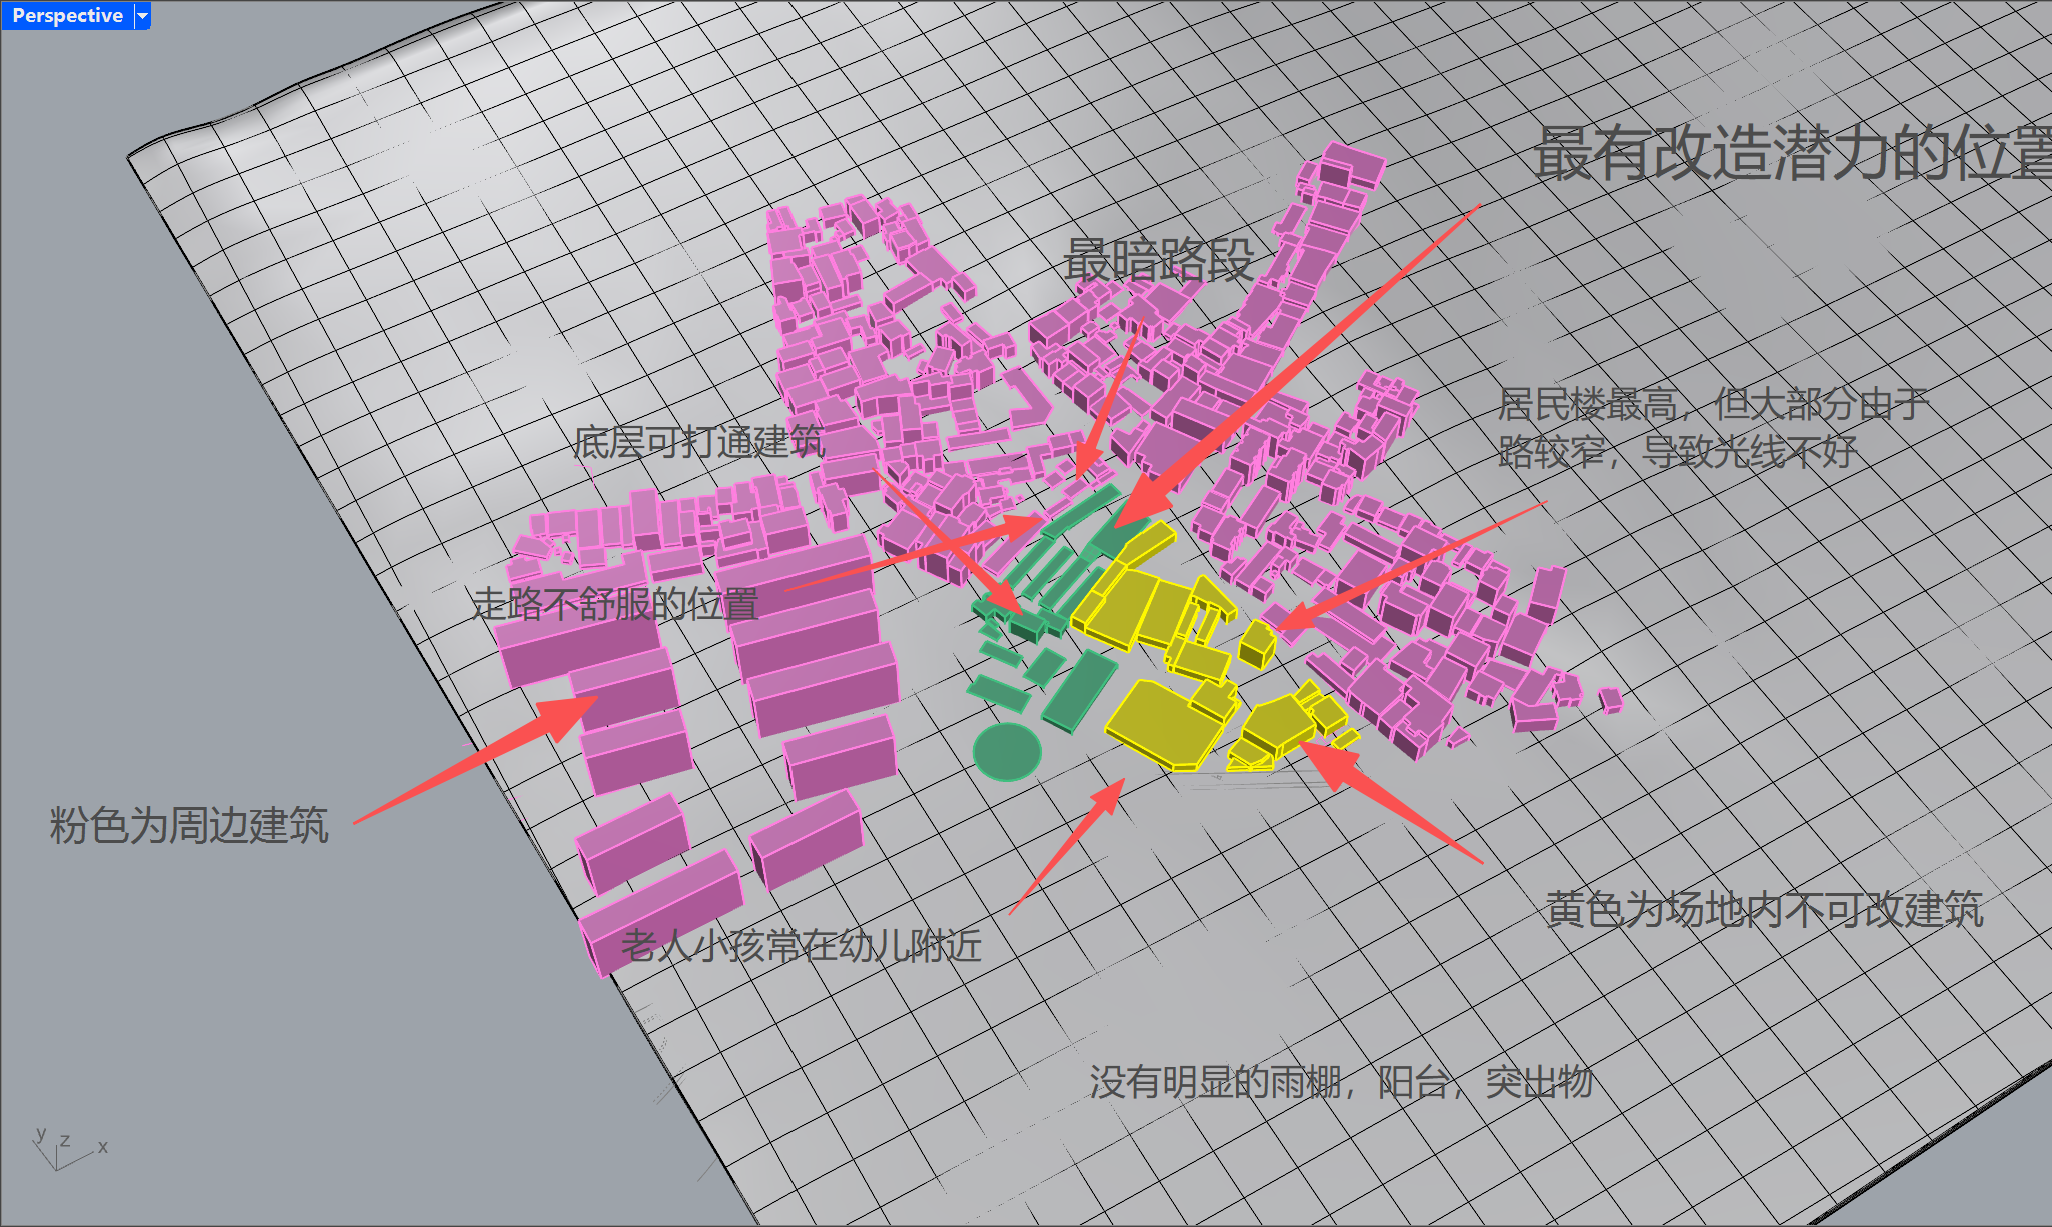 Perspective
最有改造潜力的位置
最暗路段
居民楼最高，但大部分由于
路较窄，导致光线不好
底层可打通建筑
走路不舒服的位置
粉色为周边建筑
黄色为场地内不可改建筑
老人小孩常在幼儿附近
没有明显的雨棚，阳台，突出物
y z x